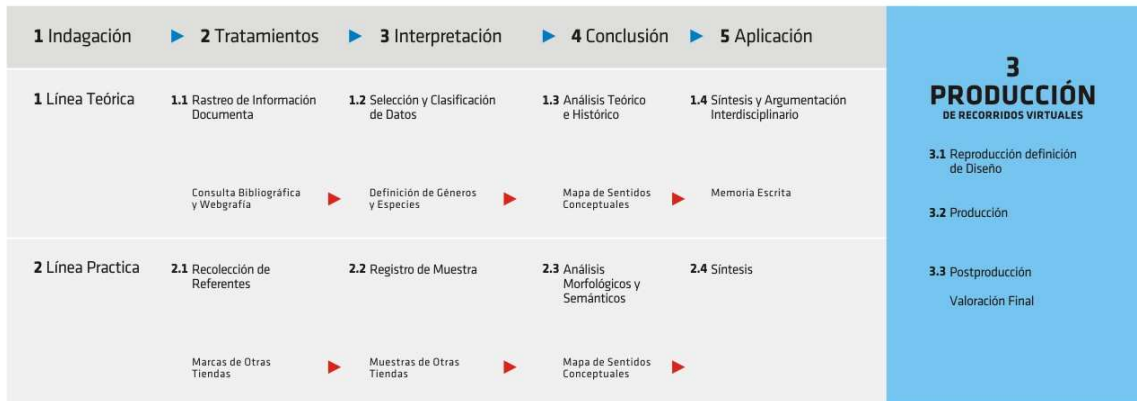 1 Indagación
2 Tratamientos
3 Interpretación
4 Conclusión
5 Aplicación
1 Línea Teórica
1.1 Rastreo de Información
Documenta
1.2 Selección y Clasificación
de Datos
1.3 Análisis Teórico
e Histórico
1.4 Síntesis y Argumentación
Interdisciplinario
Consulta Bibliográfica
y Webgrafía
Definición de Géneros
y Especies
Mapa de Sentidos
Conceptuales
Memoria Escrita
2 Línea Practica
2.1 Recolección de
Referentes
2.2 Registro de Muestra
2.3 Análisis
Morfológicos y
Semánticos
2.4 Síntesis
Marcas de Otras
Tiendas
Muestras de Otras
Tiendas
Mapa de Sentidos
Conceptuales
3
PRODUCCIÓN
DE RECORRIDOS VIRTUALES
3.1 Reproducción definición
de Diseño
3.2 Producción
3.3 Postproducción
Valoración Final